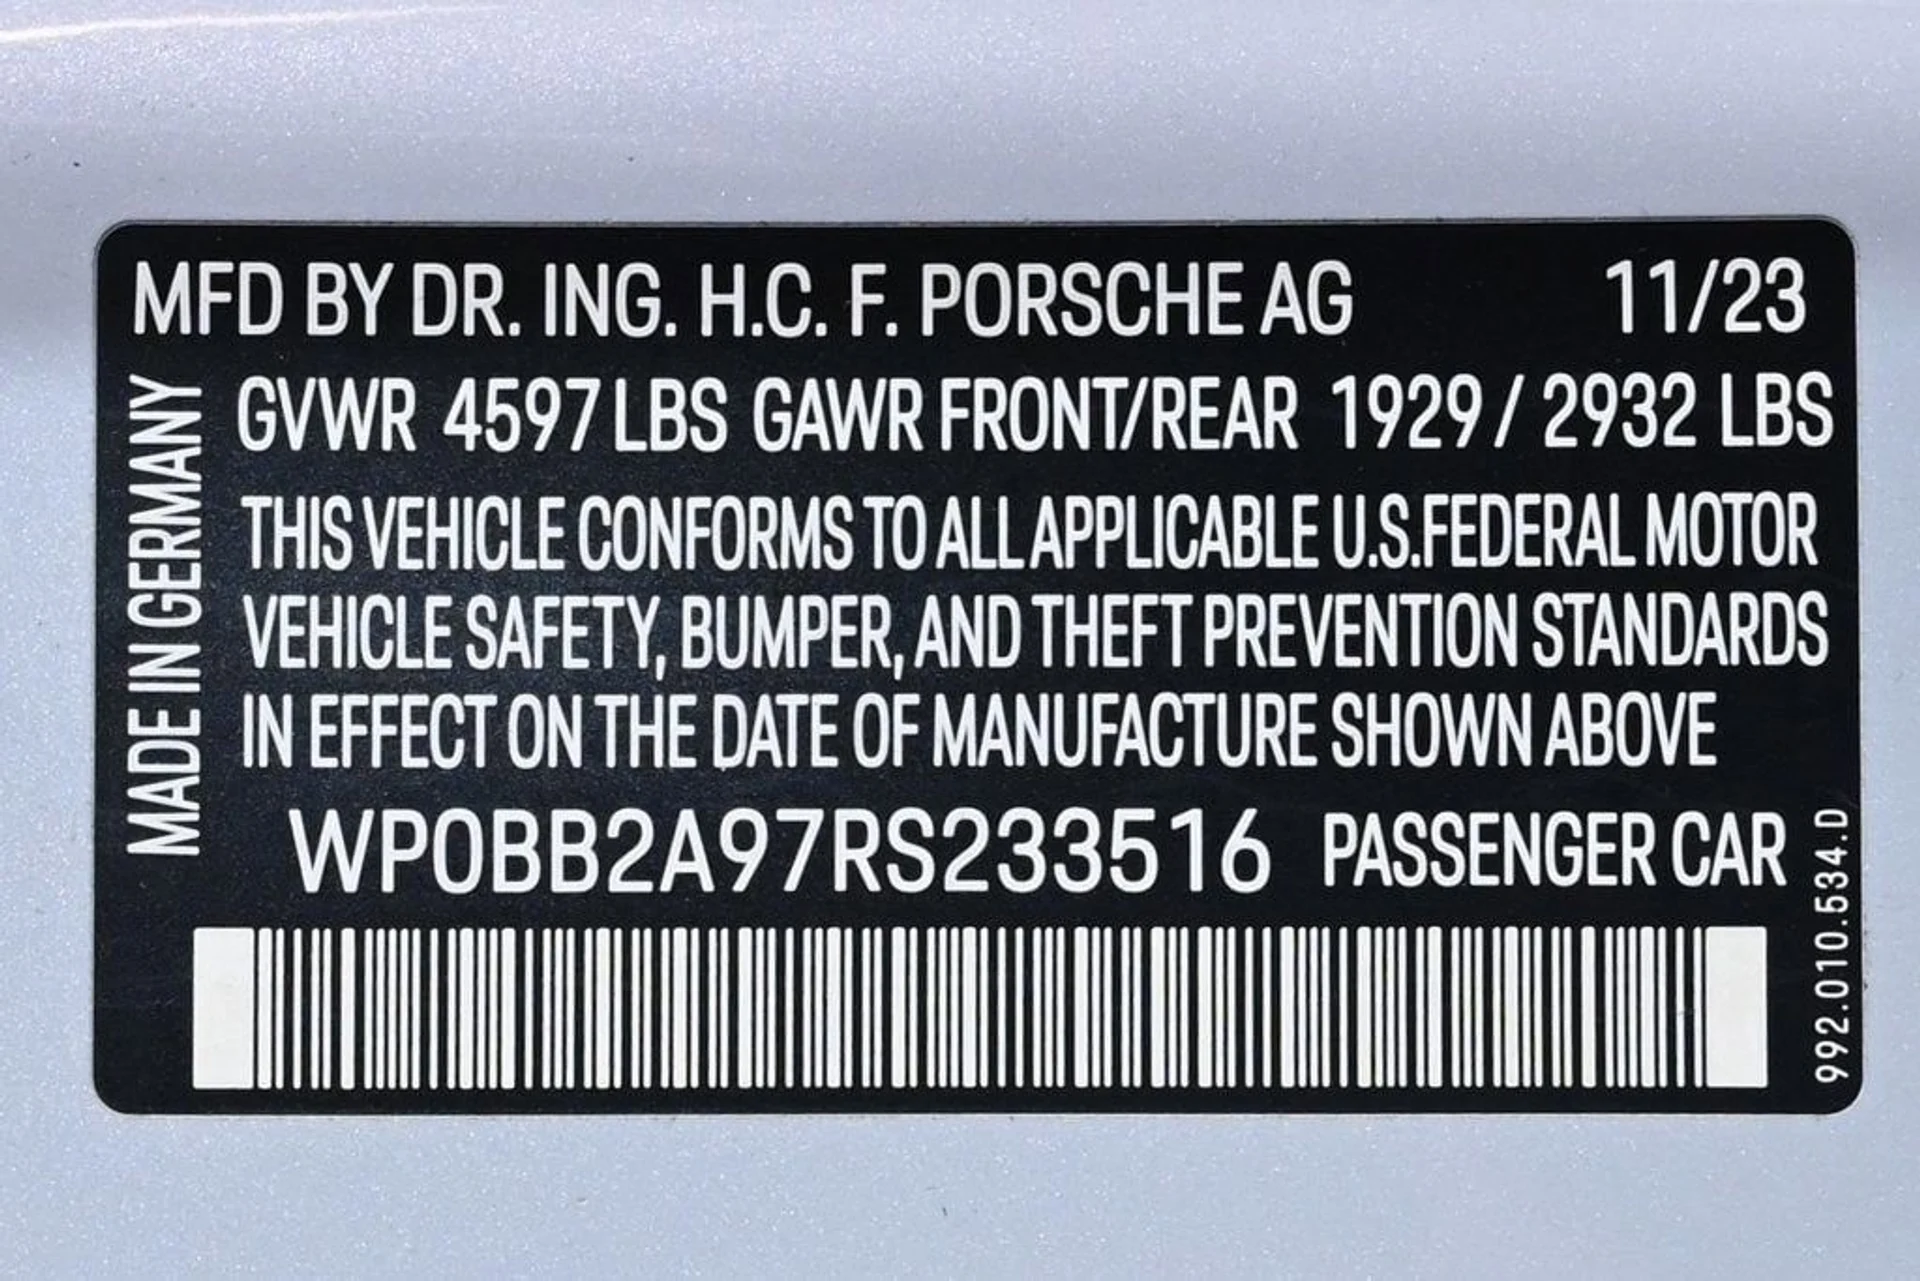 MFD BY DR. ING. H.C. F. PORSCHE AG 11/23
MADE IN GERMANY
GVWR 4597 LBS GAWR FRONT/REAR 1929 / 2932 LBS
THIS VEHICLE CONFORMS TO ALL APPLICABLE U.S.FEDERAL MOTOR
VEHICLE SAFETY, BUMPER, AND THEFT PREVENTION STANDARDS
IN EFFECT ON THE DATE OF MANUFACTURE SHOWN ABOVE
WP0BB2A97RS233516 PASSENGER CAR
992.010.534.D